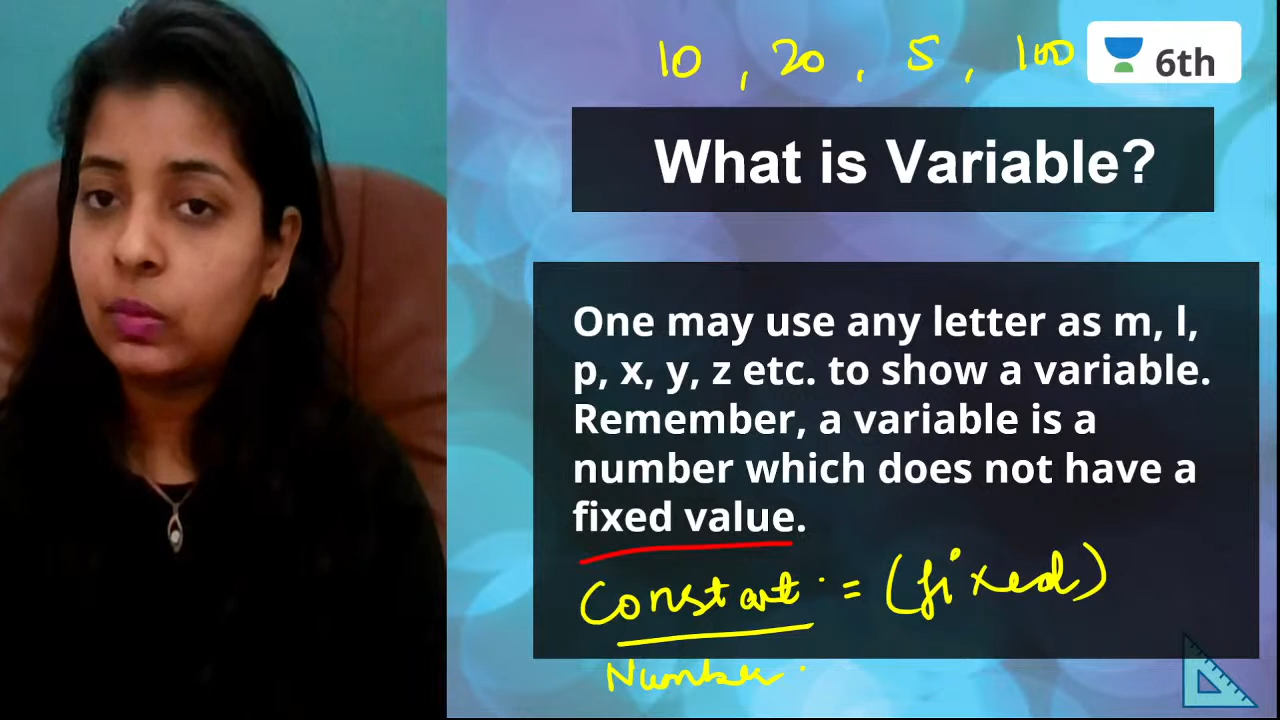 10, 20, 5, 100
6th
What is Variable?
One may use any letter as m, l,
p, x, y, z etc. to show a variable.
Remember, a variable is a
number which does not have a
fixed value.
Constant = (fixed)
Number